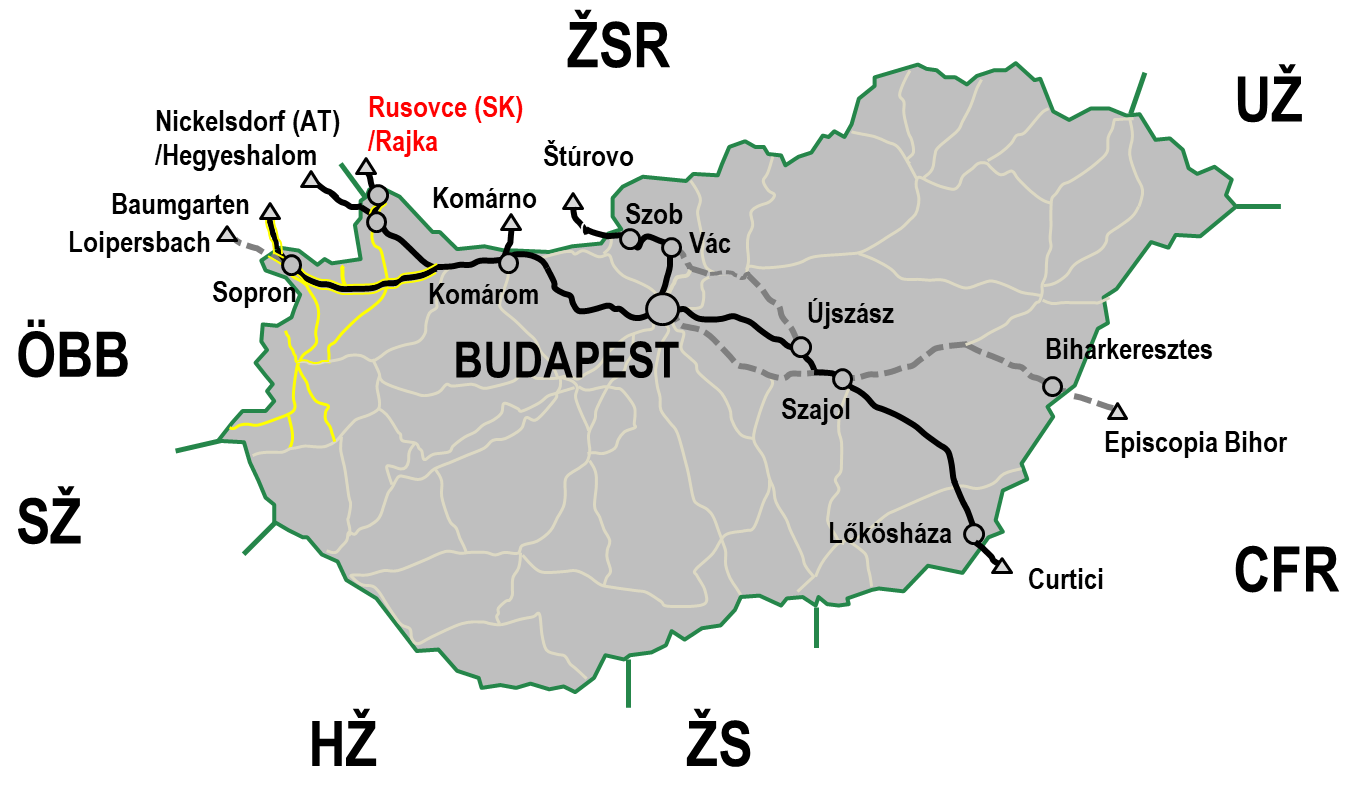 ŽSR
UŽ
Rusovce (SK)
/Rajka
Nickelsdorf (AT)
/Hegyeshalom
Štúrovo
Baumgarten
Komárno
Szob
Loipersbach
Vác
Sopron
Komárom
Újszász
ÖBB
BUDAPEST
Biharkeresztes
Szajol
Episcopia Bihor
SŽ
Lőkösháza
CFR
Curtici
HŽ
ŽS